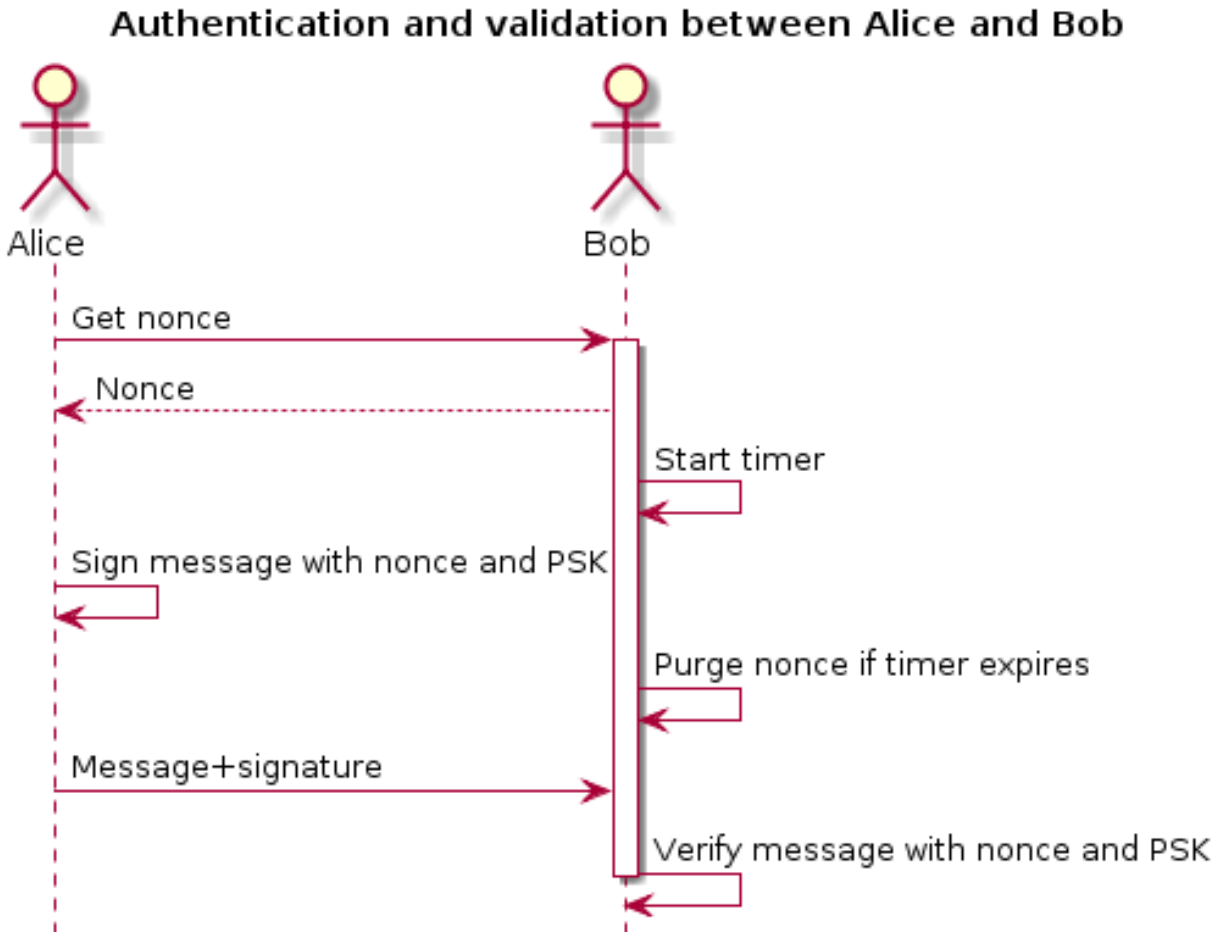 Authentication and validation between Alice and Bob
Alice
Bob
Get nonce
Nonce
Start timer
Sign message with nonce and PSK
Purge nonce if timer expires
Message+signature
Verify message with nonce and PSK